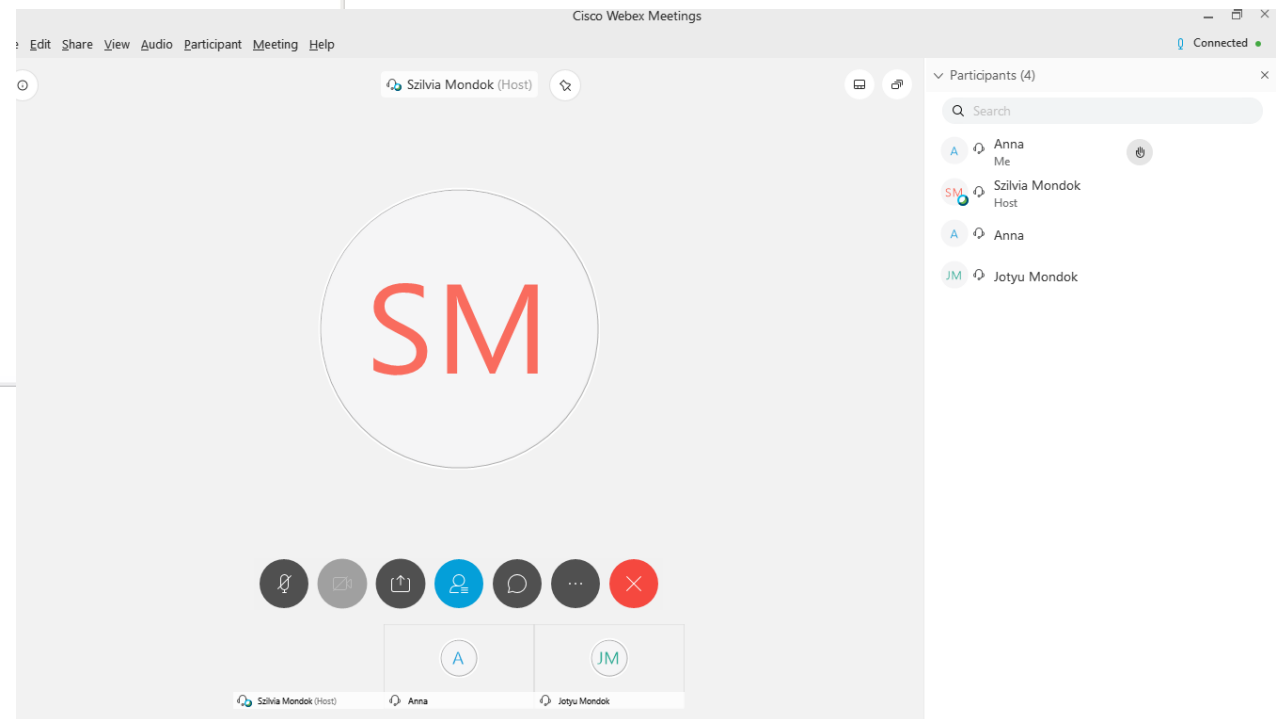 Cisco Webex Meetings
Edit Share View Audio Participant Meeting Help
Connected
Szilvia Mondok (Host)
Participants (4)
Search
A Anna
Me
SM Szilvia Mondok
Host
A Anna
JM Jotyu Mondok
SM
A
JM
Szilvia Mondok (Host)
Anna
Jotyu Mondok